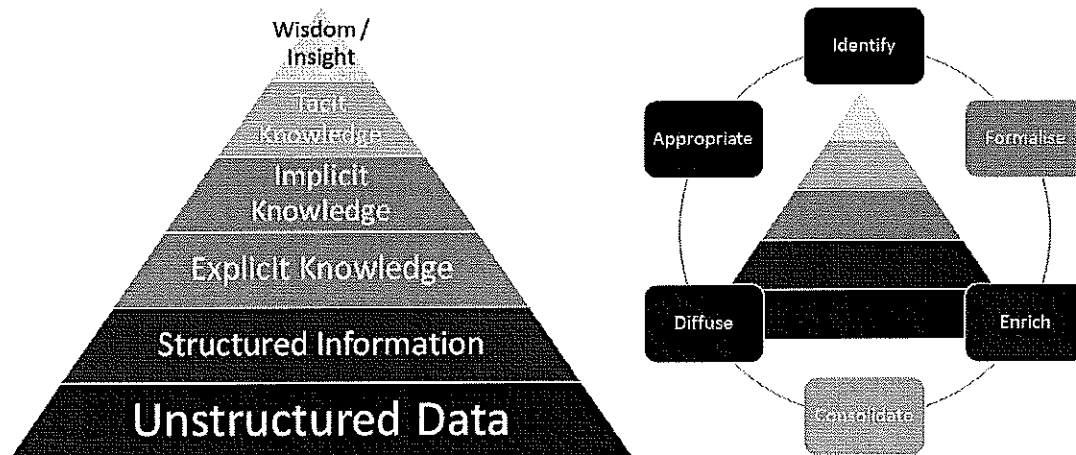 Wisdom /
Insight
Tacit
Knowledge
Implicit
Knowledge
Explicit Knowledge
Structured Information
Unstructured Data
Identify
Formalise
Enrich
Consolidate
Diffuse
Appropriate